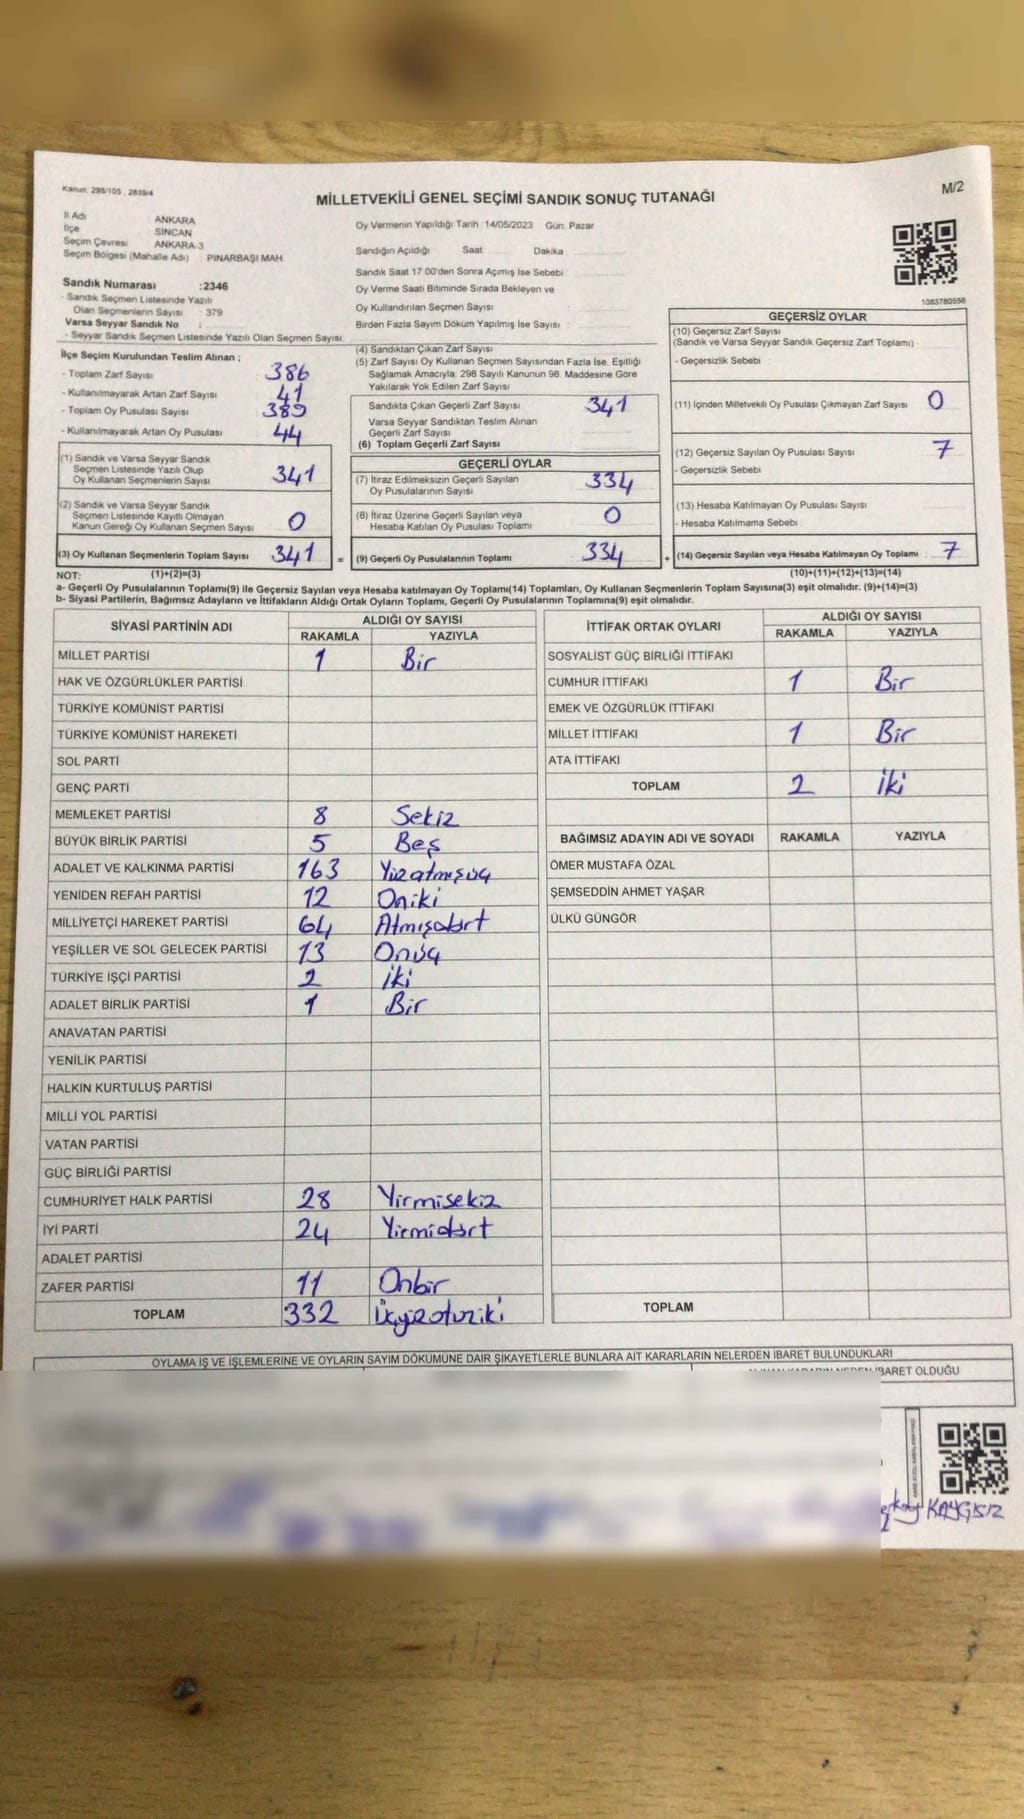 Kanun: 298/105 , 2839/4
M/2
MİLLETVEKİLİ GENEL SEÇİMİ SANDIK SONUÇ TUTANAĞI
İl Adı ANKARA
İlçe SİNCAN
Seçim Çevresi ANKARA-3
Seçim Bölgesi (Mahalle Adı) PINARBAŞI MAH.
Sandık Numarası :2346
- Sandık Seçmen Listesinde Yazılı
Olan Seçmenlerin Sayısı : 379
Varsa Seyyar Sandık No :
- Seyyar Sandık Seçmen Listesinde Yazılı Olan Seçmen Sayısı:
Oy Vermenin Yapıldığı Tarih 14/05/2023 Gün: Pazar
Sandığın Açıldığı Saat Dakika
Sandık Saat 17 00'den Sonra Açımış İse Sebebi
Oy Verme Saati Bitiminde Sırada Bekleyen ve
Oy Kullandırılan Seçmen Sayısı
Birden Fazla Sayım Döküm Yapılmış İse Sayısı
1083780556
İlçe Seçim Kurulundan Teslim Alınan ;
- Toplam Zarf Sayısı 386
- Kullanılmayarak Artan Zarf Sayısı 41
- Toplam Oy Pusulası Sayısı 385
- Kullanılmayarak Artan Oy Pusulası 44
(1) Sandık ve Varsa Seyyar Sandık
Seçmen Listesinde Yazılı Olup
Oy Kullanan Seçmenlerin Sayısı 341
(2) Sandık ve Varsa Seyyar Sandık
Seçmen Listesinde Kayıtlı Olmayan
Kanun Gereği Oy Kullanan Seçmen Sayısı 0
(3) Oy Kullanan Seçmenlerin Toplam Sayısı 341 =
(4) Sandıktan Çıkan Zarf Sayısı
(5) Zarf Sayısı Oy Kullanan Seçmen Sayısından Fazla İse, Eşitliği
Sağlamak Amacıyla; 298 Sayılı Kanunun 98. Maddesine Göre
Yakılarak Yok Edilen Zarf Sayısı
Sandıkta Çıkan Geçerli Zarf Sayısı 341
Varsa Seyyar Sandıktan Teslim Alınan
Geçerli Zarf Sayısı
(6) Toplam Geçerli Zarf Sayısı
GEÇERLİ OYLAR
(7) İtiraz Edilmeksizin Geçerli Sayılan
Oy Pusulalarının Sayısı 334
(8) İtiraz Üzerine Geçerli Sayılan veya
Hesaba Katılan Oy Pusulası Toplamı 0
(9) Geçerli Oy Pusulalarının Toplamı 334 +
GEÇERSİZ OYLAR
(10) Geçersiz Zarf Sayısı
(Sandık ve Varsa Seyyar Sandık Geçersiz Zarf Toplamı)
- Geçersizlik Sebebi :
(11) İçinden Milletvekili Oy Pusulası Çıkmayan Zarf Sayısı 0
(12) Geçersiz Sayılan Oy Pusulası Sayısı 7
- Geçersizlik Sebebi
(13) Hesaba Katılmayan Oy Pusulası Sayısı
- Hesaba Katılmama Sebebi
(14) Geçersiz Sayılan veya Hesaba Katılmayan Oy Toplamı 7
NOT: (1)+(2)=(3) (10)+(11)+(12)+(13)=(14)
a- Geçerli Oy Pusulalarının Toplamı(9) ile Geçersiz Sayılan veya Hesaba katılmayan Oy Toplamı(14) Toplamları, Oy Kullanan Seçmenlerin Toplam Sayısına(3) eşit olmalıdır. (9)+(14)=(3)
b- Siyasi Partilerin, Bağımsız Adayların ve İttifakların Aldığı Ortak Oyların Toplamı, Geçerli Oy Pusulalarının Toplamına(9) eşit olmalıdır.
SİYASİ PARTİNİN ADI ALDIĞI OY SAYISI
RAKAMLA YAZIYLA
MİLLET PARTİSİ 1 Bir
HAK VE ÖZGÜRLÜKLER PARTİSİ
TÜRKİYE KOMÜNİST PARTİSİ
TÜRKİYE KOMÜNİST HAREKETİ
SOL PARTİ
GENÇ PARTİ
MEMLEKET PARTİSİ 8 Sekiz
BÜYÜK BİRLİK PARTİSİ 5 Beş
ADALET VE KALKINMA PARTİSİ 163 Yüzatmışüç
YENİDEN REFAH PARTİSİ 12 Oniki
MİLLİYETÇİ HAREKET PARTİSİ 64 Atmışdört
YEŞİLLER VE SOL GELECEK PARTİSİ 13 Onüç
TÜRKİYE İŞÇİ PARTİSİ 2 İki
ADALET BİRLİK PARTİSİ 1 Bir
ANAVATAN PARTİSİ
YENİLİK PARTİSİ
HALKIN KURTULUŞ PARTİSİ
MİLLİ YOL PARTİSİ
VATAN PARTİSİ
GÜÇ BİRLİĞİ PARTİSİ
CUMHURİYET HALK PARTİSİ 28 Yirmisekiz
İYİ PARTİ 24 Yirmidört
ADALET PARTİSİ
ZAFER PARTİSİ 11 Onbir
TOPLAM 332 Üçyüzotuziki
İTTİFAK ORTAK OYLARI ALDIĞI OY SAYISI
RAKAMLA YAZIYLA
SOSYALİST GÜÇ BİRLİĞİ İTTİFAKI
CUMHUR İTTİFAKI 1 Bir
EMEK VE ÖZGÜRLÜK İTTİFAKI
MİLLET İTTİFAKI 1 Bir
ATA İTTİFAKI
TOPLAM 2 İki
BAĞIMSIZ ADAYIN ADI VE SOYADI RAKAMLA YAZIYLA
ÖMER MUSTAFA ÖZAL
ŞEMSEDDİN AHMET YAŞAR
ÜLKÜ GÜNGÖR
TOPLAM
OYLAMA İŞ VE İŞLEMLERİNE VE OYLARIN SAYIM DÖKÜMÜNE DAİR ŞİKAYETLERLE BUNLARA AİT KARARLARIN NELERDEN İBARET BULUNDUKLARI
İBARET OLDUĞU
KAYGISIZ